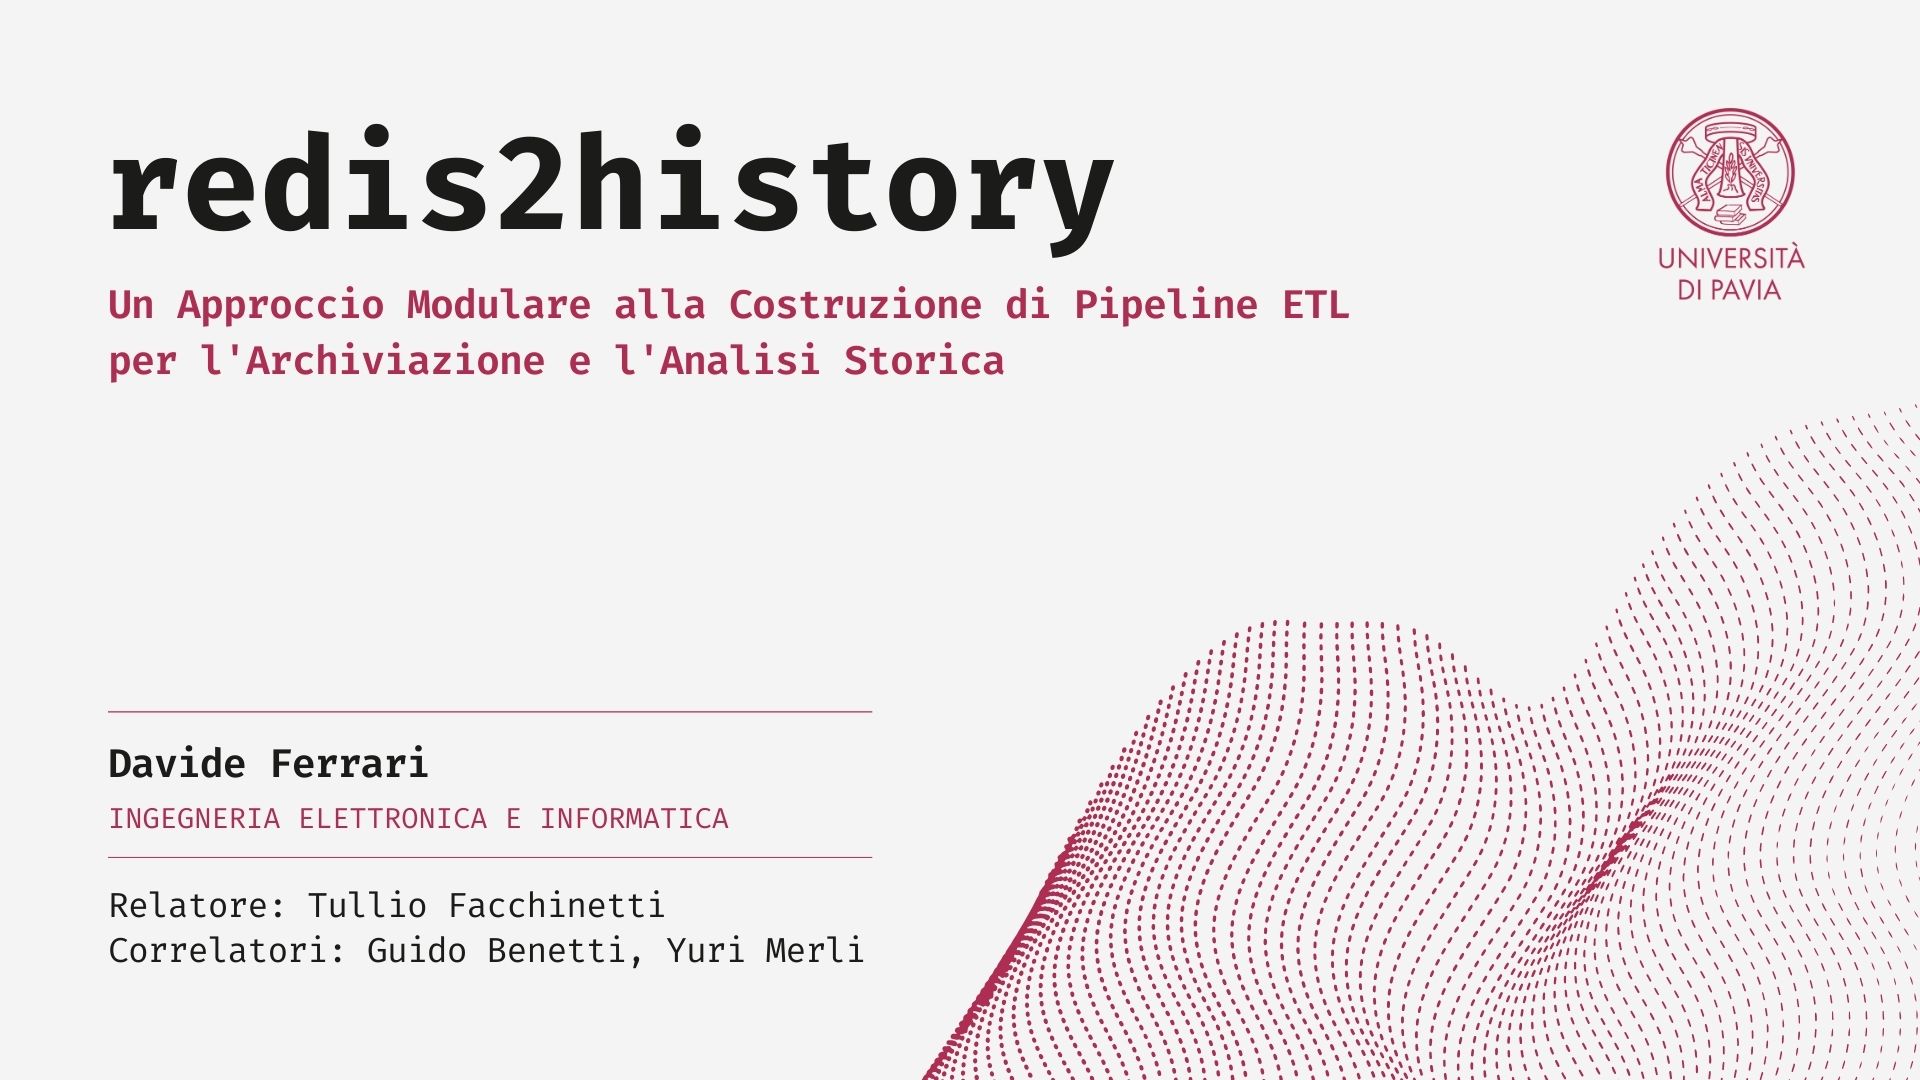 redis2history
Un Approccio Modulare alla Costruzione di Pipeline ETL
per l'Archiviazione e l'Analisi Storica
UNIVERSITÀ
DI PAVIA
Davide Ferrari
INGEGNERIA ELETTRONICA E INFORMATICA
Relatore: Tullio Facchinetti
Correlatori: Guido Benetti, Yuri Merli